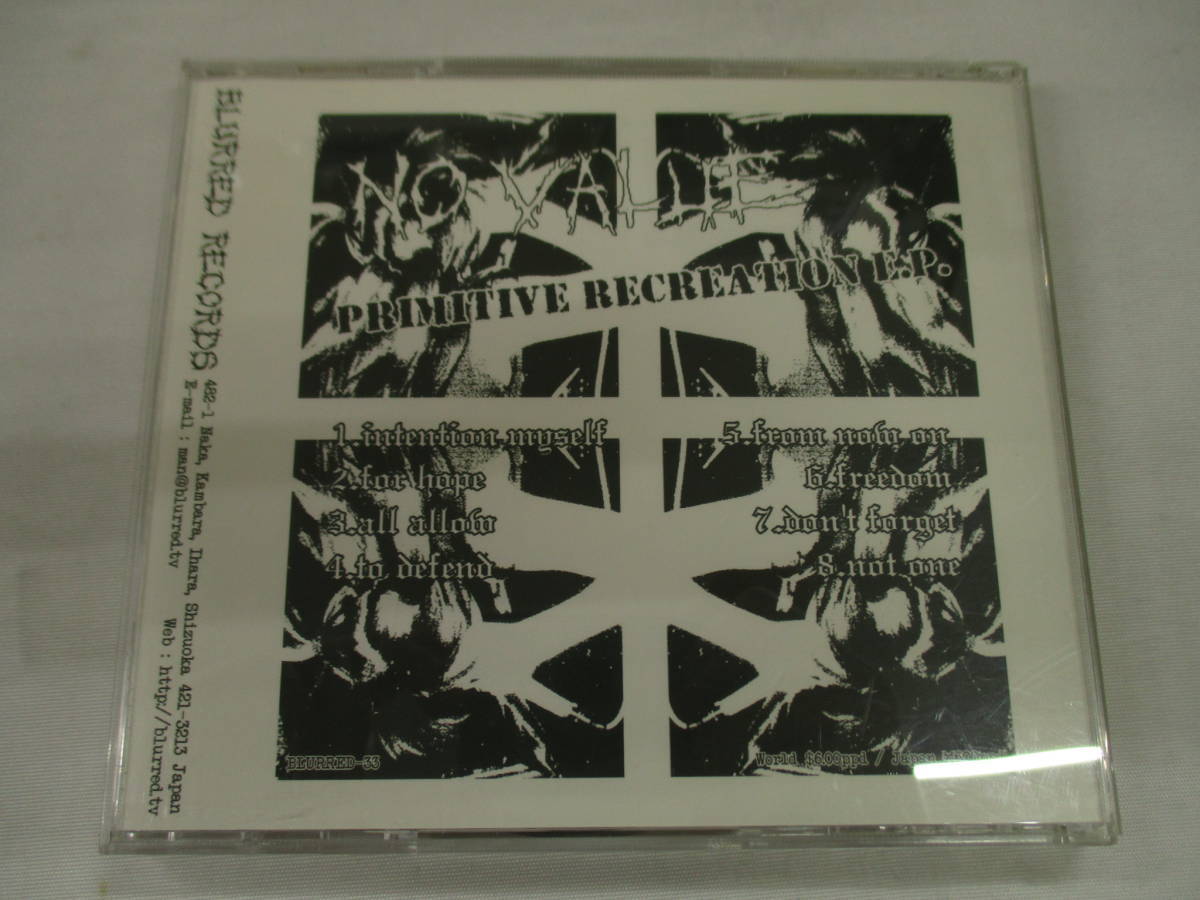 NO VALUE
PRIMITIVE RECREATION E.P.
1.intention myself
2.for hope
3.all allow
4.to defend
5.from now on
6.freedom
7.don't forget
8.not one
BLURRED-33
World $6.00ppd / Japan
BLURRED RECORDS
482-1 Naka, Kambara, Ihara, Shizuoka 421-3213 Japan
E-mail : man@blurred.tv
Web : http://blurred.tv